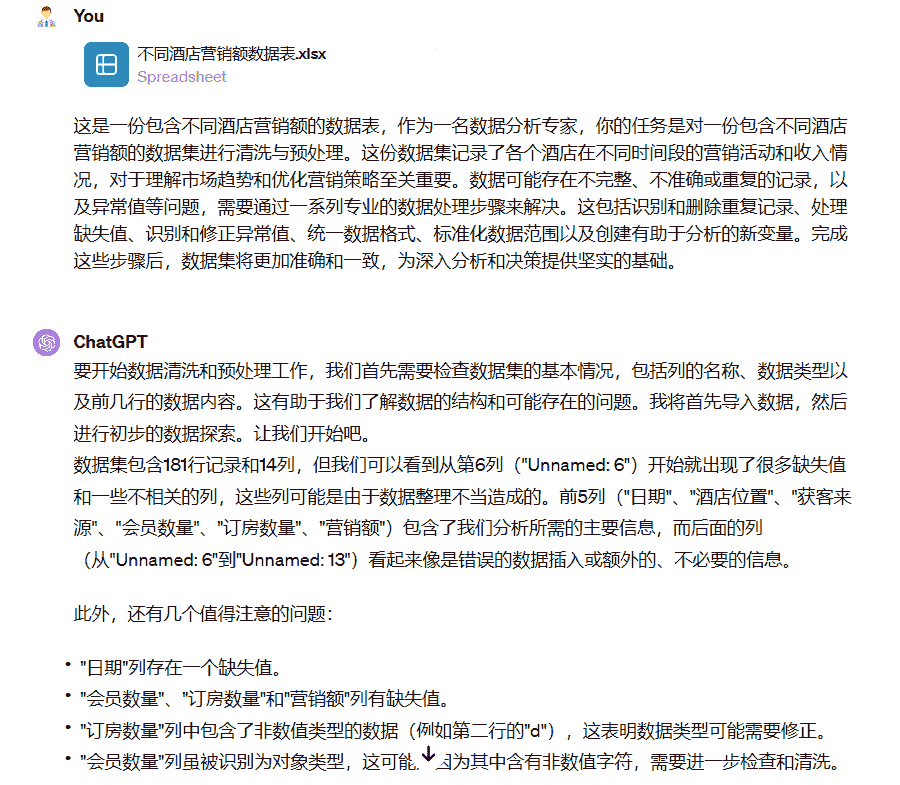 You
不同酒店营销额数据表.xlsx
Spreadsheet
这是一份包含不同酒店营销额的数据表，作为一名数据分析专家，你的任务是对一份包含不同酒店
营销额的数据集进行清洗与预处理。这份数据集记录了各个酒店在不同时间段的营销活动和收入情
况，对于理解市场趋势和优化营销策略至关重要。数据可能存在不完整、不准确或重复的记录，以
及异常值等问题，需要通过一系列专业的数据处理步骤来解决。这包括识别和删除重复记录、处理
缺失值、识别和修正异常值、统一数据格式、标准化数据范围以及创建有助于分析的新变量。完成
这些步骤后，数据集将更加准确和一致，为深入分析和决策提供坚实的基础。
ChatGPT
要开始数据清洗和预处理工作，我们首先需要检查数据集的基本情况，包括列的名称、数据类型以
及前几行的数据内容。这有助于我们了解数据的结构和可能存在的问题。我将首先导入数据，然后
进行初步的数据探索。让我们开始吧。
数据集包含181行记录和14列，但我们可以看到从第6列（"Unnamed: 6"）开始就出现了很多缺失值
和一些不相关的列，这些列可能是由于数据整理不当造成的。前5列（"日期"、"酒店位置"、"获客来
源"、"会员数量"、"订房数量"、"营销额"）包含了我们分析所需的主要信息，而后面的列
（从"Unnamed: 6"到"Unnamed: 13"）看起来像是错误的数据插入或额外的、不必要的信息。
此外，还有几个值得注意的问题：
• "日期"列存在一个缺失值。
• "会员数量"、"订房数量"和"营销额"列有缺失值。
• "订房数量"列中包含了非数值类型的数据（例如第二行的"d"），这表明数据类型可能需要修正。
• "会员数量"列虽被识别为对象类型，这可能因为其中含有非数值字符，需要进一步检查和清洗。